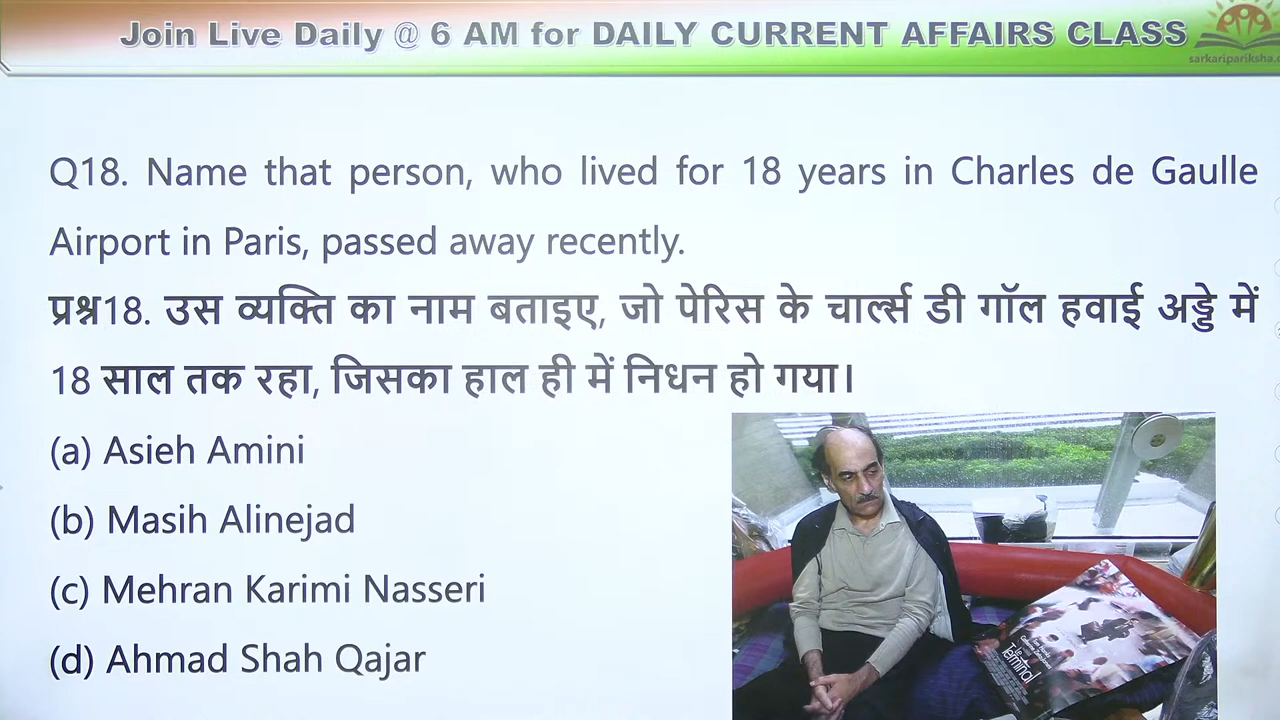 Join Live Daily @ 6 AM for DAILY CURRENT AFFAIRS CLASS
Q18. Name that person, who lived for 18 years in Charles de Gaulle
Airport in Paris, passed away recently.
प्रश्न18. उस व्यक्ति का नाम बताइए, जो पेरिस के चार्ल्स डी गॉल हवाई अड्डे में
18 साल तक रहा, जिसका हाल ही में निधन हो गया।
(a) Asieh Amini
(b) Masih Alinejad
(c) Mehran Karimi Nasseri
(d) Ahmad Shah Qajar
Terminal